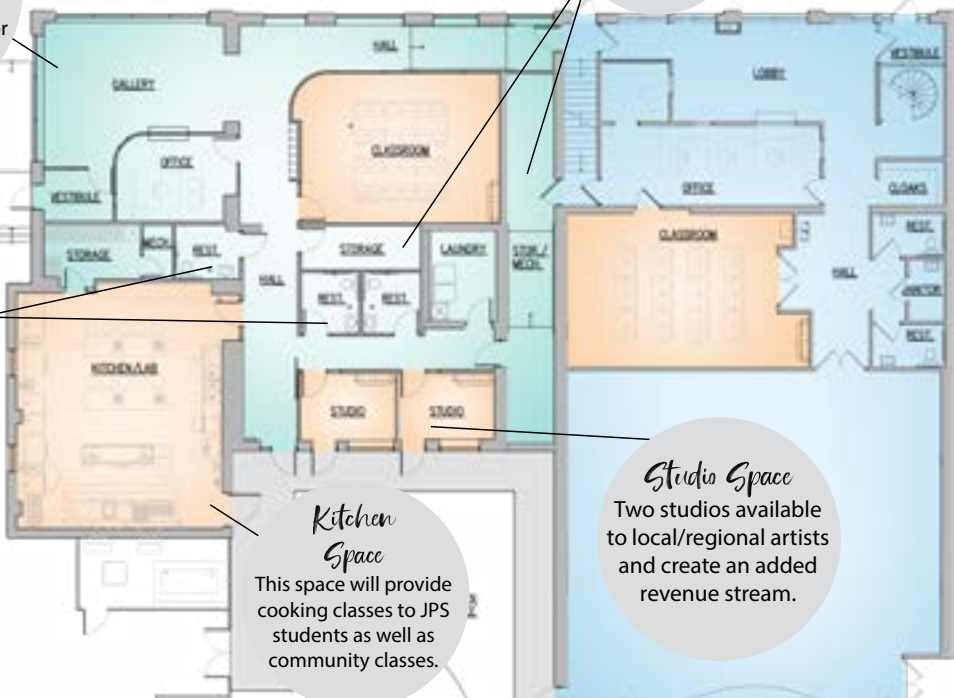 or
HALL
GALLERY
LOBBY
VESTIBULE
CLASSROOM
OFFICE
OFFICE
CLOAKS
VESTIBULE
REST.
CLASSROOM
STORAGE
MECH.
REST.
STORAGE
LAUNDRY
STOR./
MECH.
HALL
HALL
REST.
REST.
JANITOR
REST.
KITCHEN/LAB
STUDIO
STUDIO
Studio Space
Two studios available
to local/regional artists
and create an added
revenue stream.
Kitchen
Space
This space will provide
cooking classes to JPS
students as well as
community classes.